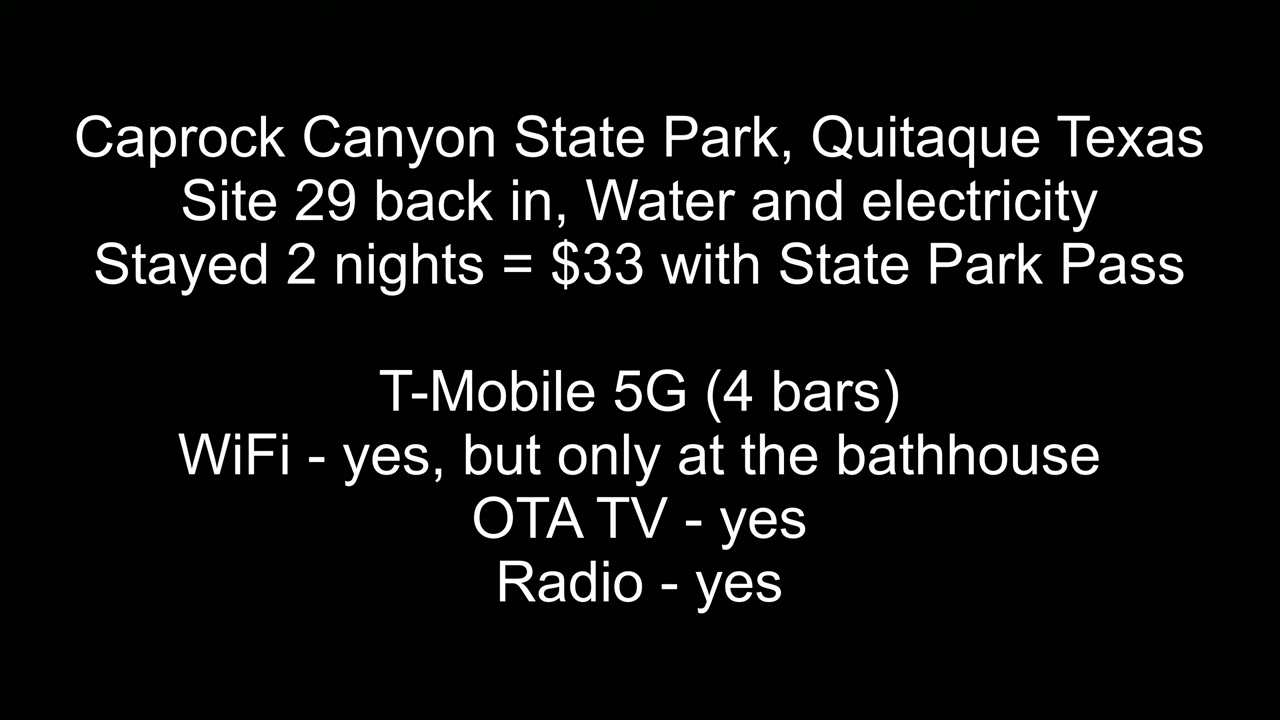 Caprock Canyon State Park, Quitaque Texas
Site 29 back in, Water and electricity
Stayed 2 nights = $33 with State Park Pass
T-Mobile 5G (4 bars)
WiFi - yes, but only at the bathhouse
OTA TV - yes
Radio - yes